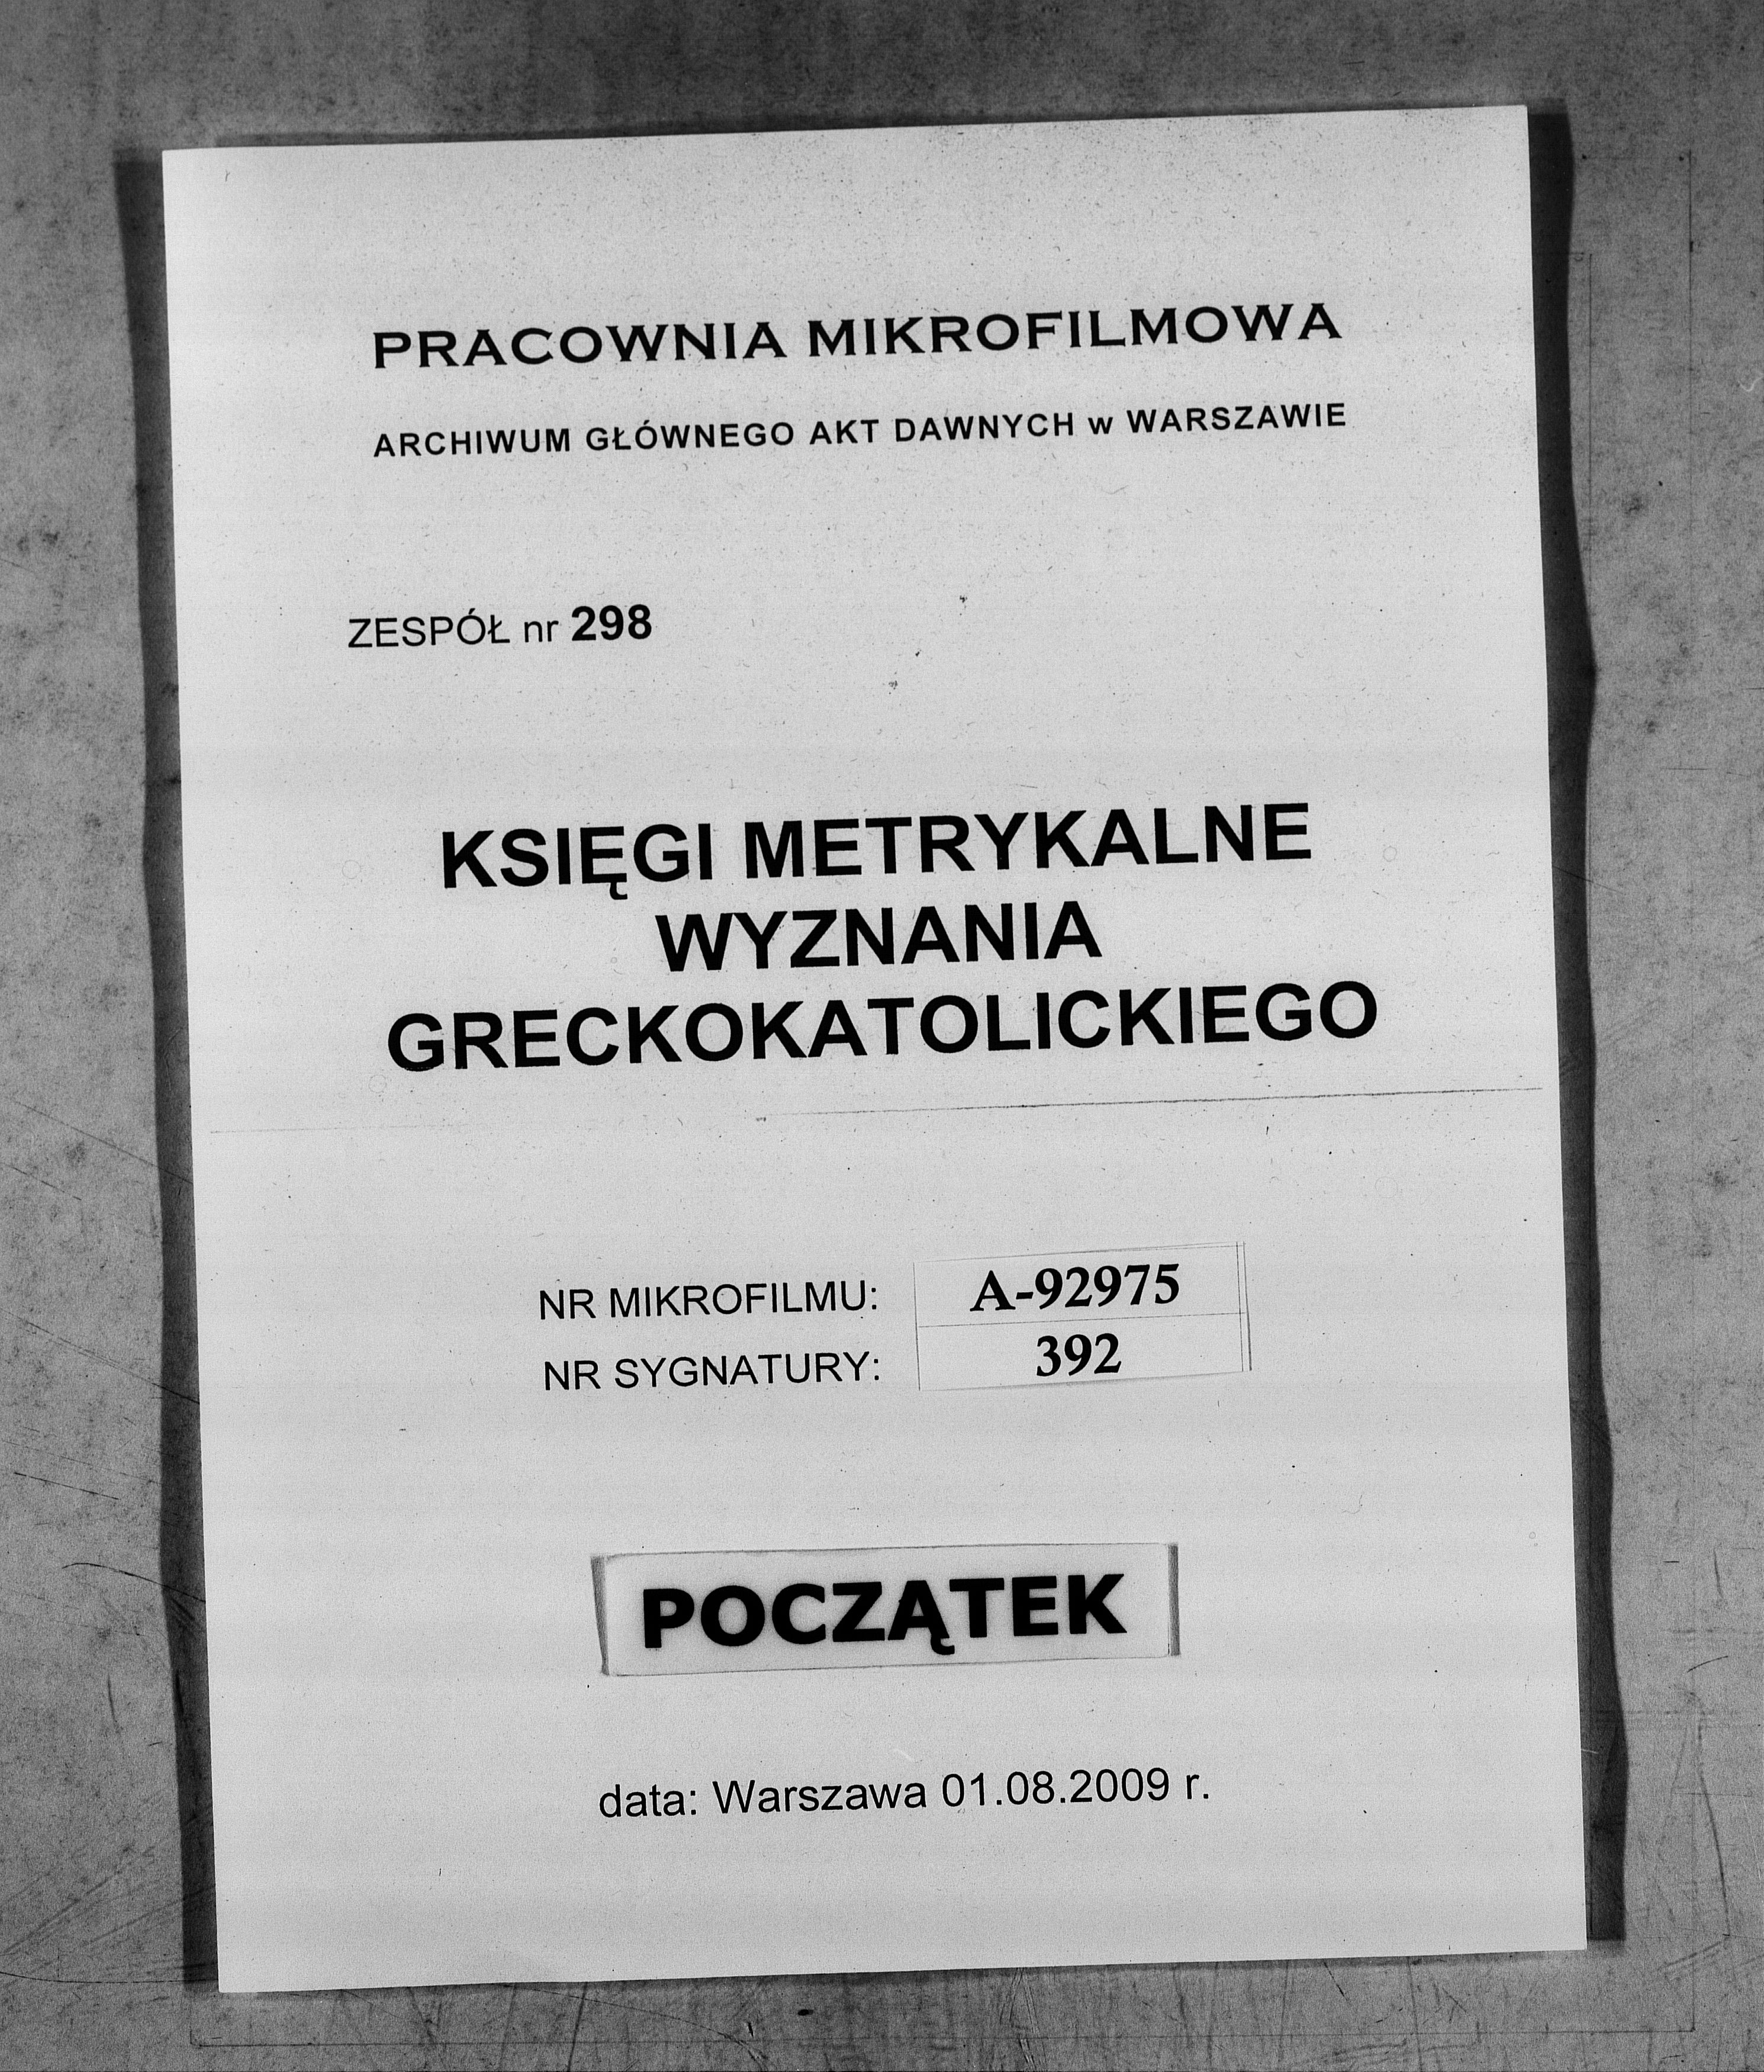 PRACOWNIA MIKROFILMOWA
ARCHIWUM GŁÓWNEGO AKT DAWNYCH w WARSZAWIE
ZESPÓŁ nr 298
KSIĘGI METRYKALNE
WYZNANIA
GRECKOKATOLICKIEGO
NR MIKROFILMU: A-92975
NR SYGNATURY: 392
POCZĄTEK
data: Warszawa 01.08.2009 r.